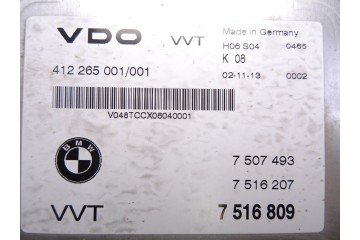 VDO VVT
Made in Germany
H06 S04 0465
K 08
412 265 001/001
02-11-13 0002
V048TCCX06040001
BMW
7 507 493
7 516 207
VVT 7 516 809